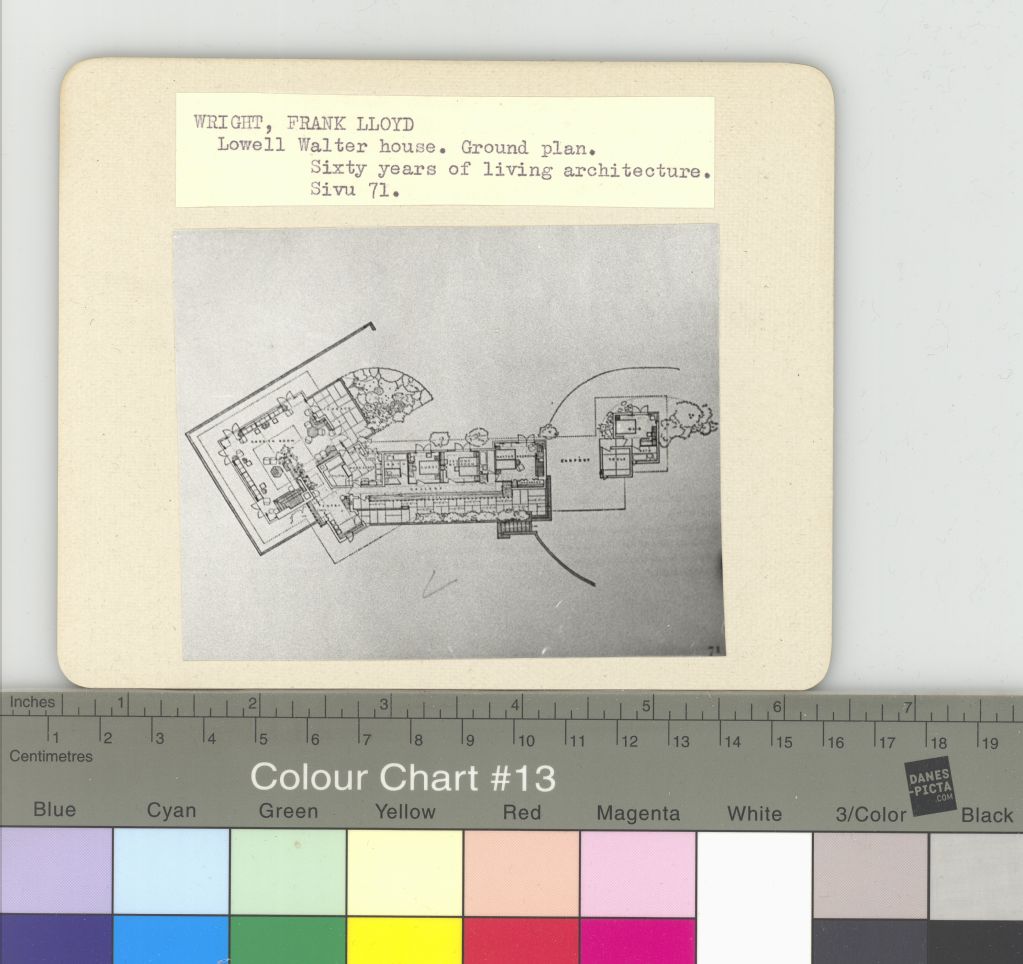 WRIGHT, FRANK LLOYD
Lowell Walter house. Ground plan.
Sixty years of living architecture.
Sivu 71.
GALLERY
CARPORT
71
Inches 1 2 3 4 5 6 7
1 2 3 4 5 6 7 8 9 10 11 12 13 14 15 16 17 18 19
Centimetres
Colour Chart #13
DANES
-PICTA
.COM
Blue Cyan Green Yellow Red Magenta White 3/Color Black